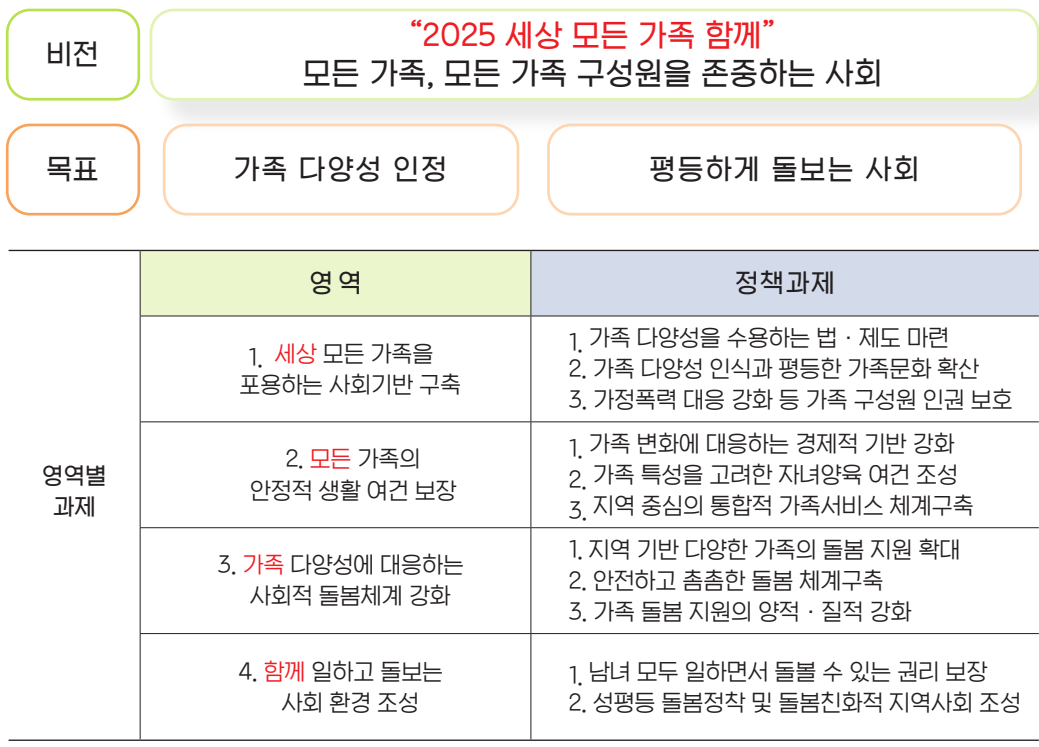 비전
“2025 세상 모든 가족 함께”
모든 가족, 모든 가족 구성원을 존중하는 사회
목표
가족 다양성 인정
평등하게 돌보는 사회
영역별
과제
영 역
정책과제
1. 세상 모든 가족을
포용하는 사회기반 구축
1. 가족 다양성을 수용하는 법 · 제도 마련
2. 가족 다양성 인식과 평등한 가족문화 확산
3. 가정폭력 대응 강화 등 가족 구성원 인권 보호
2. 모든 가족의
안정적 생활 여건 보장
1. 가족 변화에 대응하는 경제적 기반 강화
2. 가족 특성을 고려한 자녀양육 여건 조성
3. 지역 중심의 통합적 가족서비스 체계구축
3. 가족 다양성에 대응하는
사회적 돌봄체계 강화
1. 지역 기반 다양한 가족의 돌봄 지원 확대
2. 안전하고 촘촘한 돌봄 체계구축
3. 가족 돌봄 지원의 양적 · 질적 강화
4. 함께 일하고 돌보는
사회 환경 조성
1. 남녀 모두 일하면서 돌볼 수 있는 권리 보장
2. 성평등 돌봄정착 및 돌봄친화적 지역사회 조성